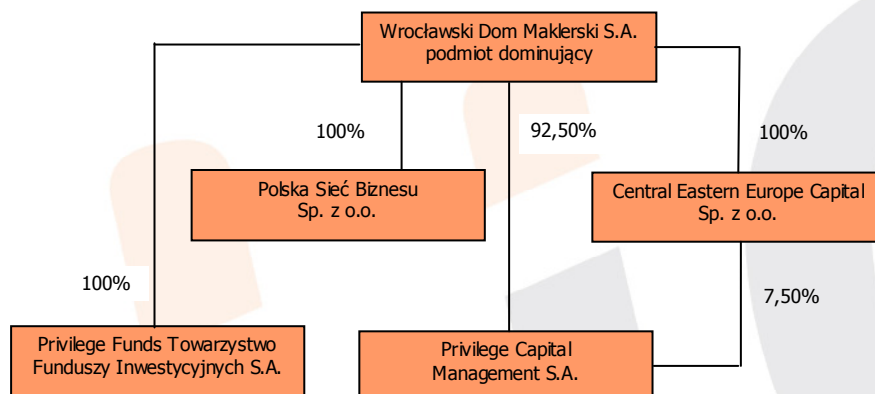 Wrocławski Dom Maklerski S.A.
podmiot dominujący
100%
92,50%
100%
Polska Sieć Biznesu
Sp. z o.o.
Central Eastern Europe Capital
Sp. z o.o.
100%
7,50%
Privilege Funds Towarzystwo
Funduszy Inwestycyjnych S.A.
Privilege Capital
Management S.A.